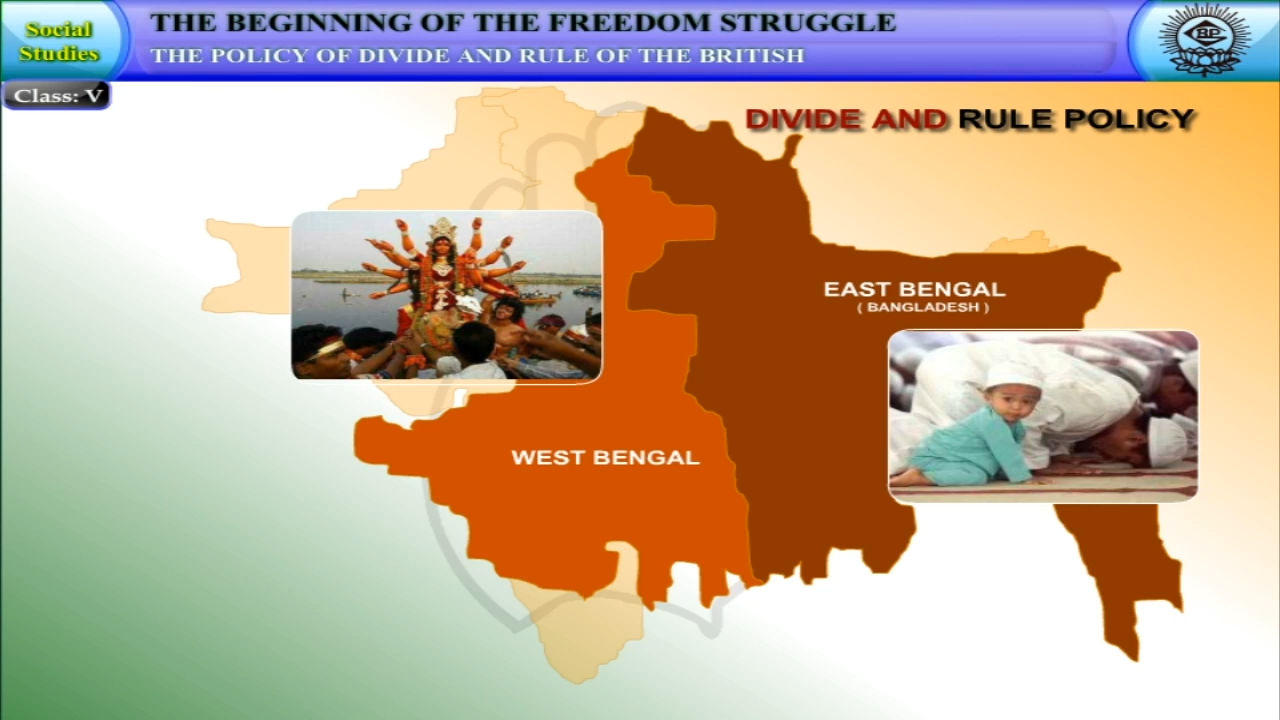 Social
Studies
THE BEGINNING OF THE FREEDOM STRUGGLE
THE POLICY OF DIVIDE AND RULE OF THE BRITISH
BP
Class: V
DIVIDE AND RULE POLICY
EAST BENGAL
( BANGLADESH )
WEST BENGAL